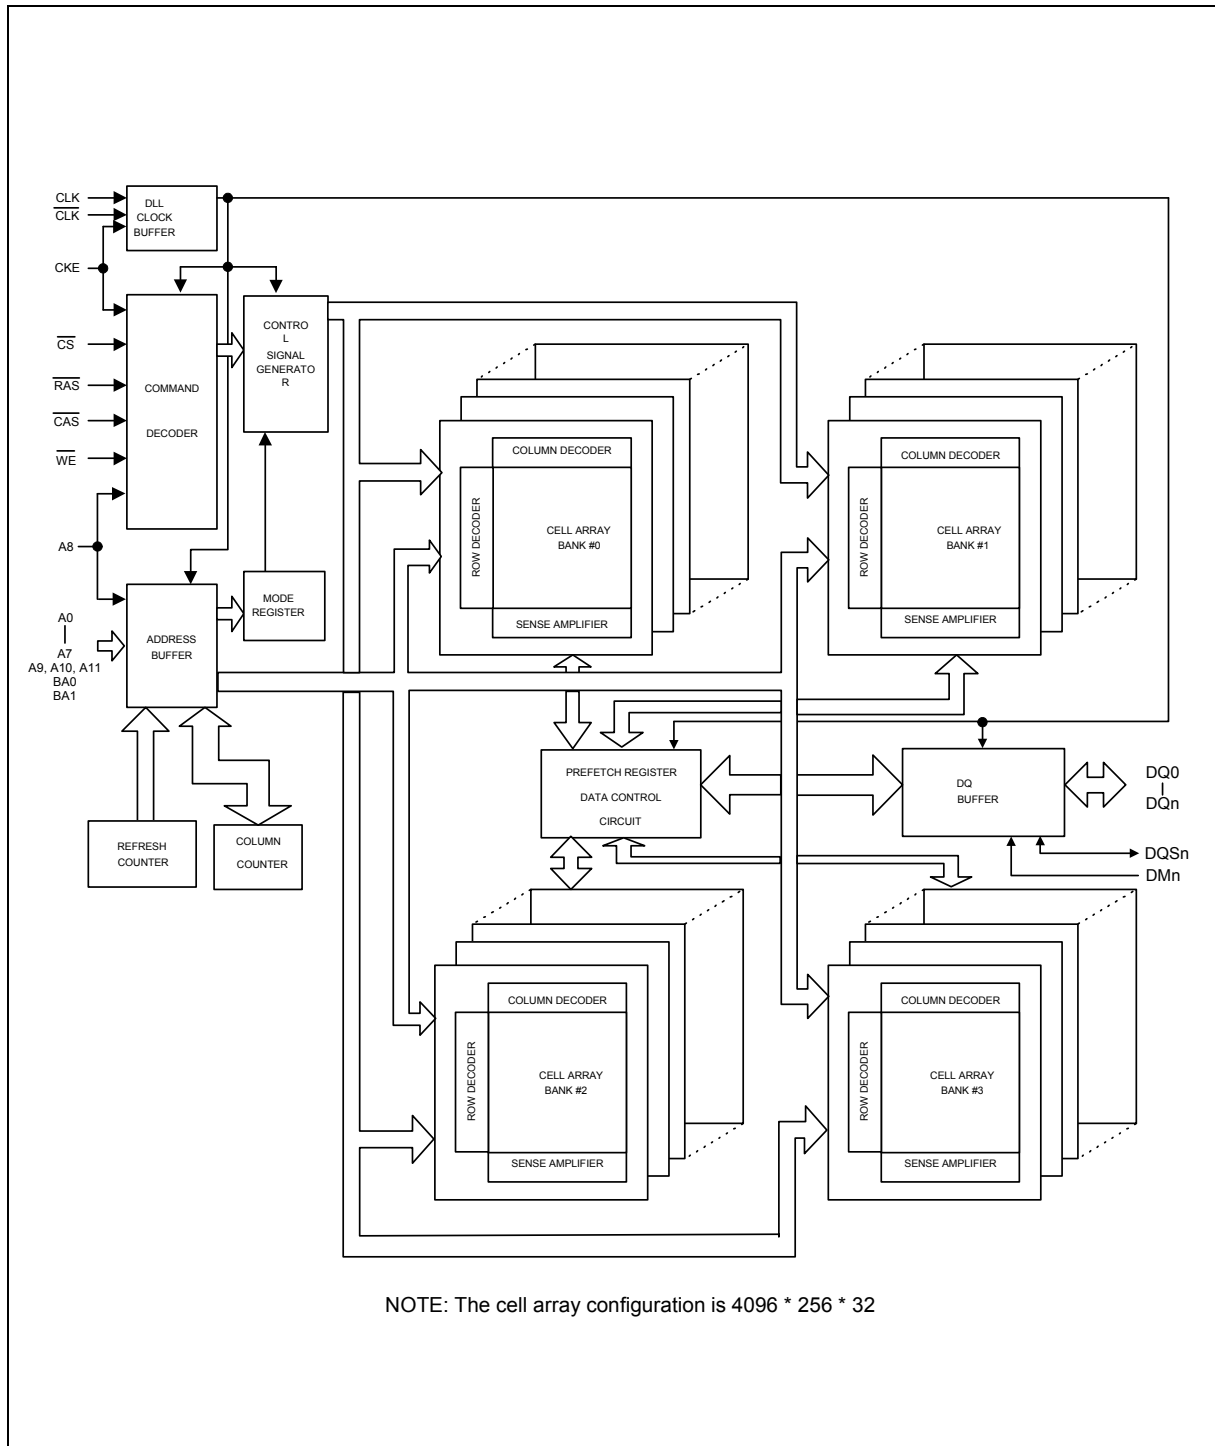 CLK
CLK
CKE
CS
RAS
CAS
WE
A8
A0
A7
A9, A10, A11
BA0
BA1
DLL
CLOCK
BUFFER
COMMAND
DECODER
CONTRO
L
SIGNAL
GENERATO
R
ADDRESS
BUFFER
MODE
REGISTER
REFRESH
COUNTER
COLUMN
COUNTER
COLUMN DECODER
ROW DECODER
CELL ARRAY
BANK #0
SENSE AMPLIFIER
COLUMN DECODER
ROW DECODER
CELL ARRAY
BANK #1
SENSE AMPLIFIER
PREFETCH REGISTER
DATA CONTROL
CIRCUIT
DQ
BUFFER
DQ0
DQn
DQSn
DMn
COLUMN DECODER
ROW DECODER
CELL ARRAY
BANK #2
SENSE AMPLIFIER
COLUMN DECODER
ROW DECODER
CELL ARRAY
BANK #3
SENSE AMPLIFIER
NOTE: The cell array configuration is 4096 * 256 * 32